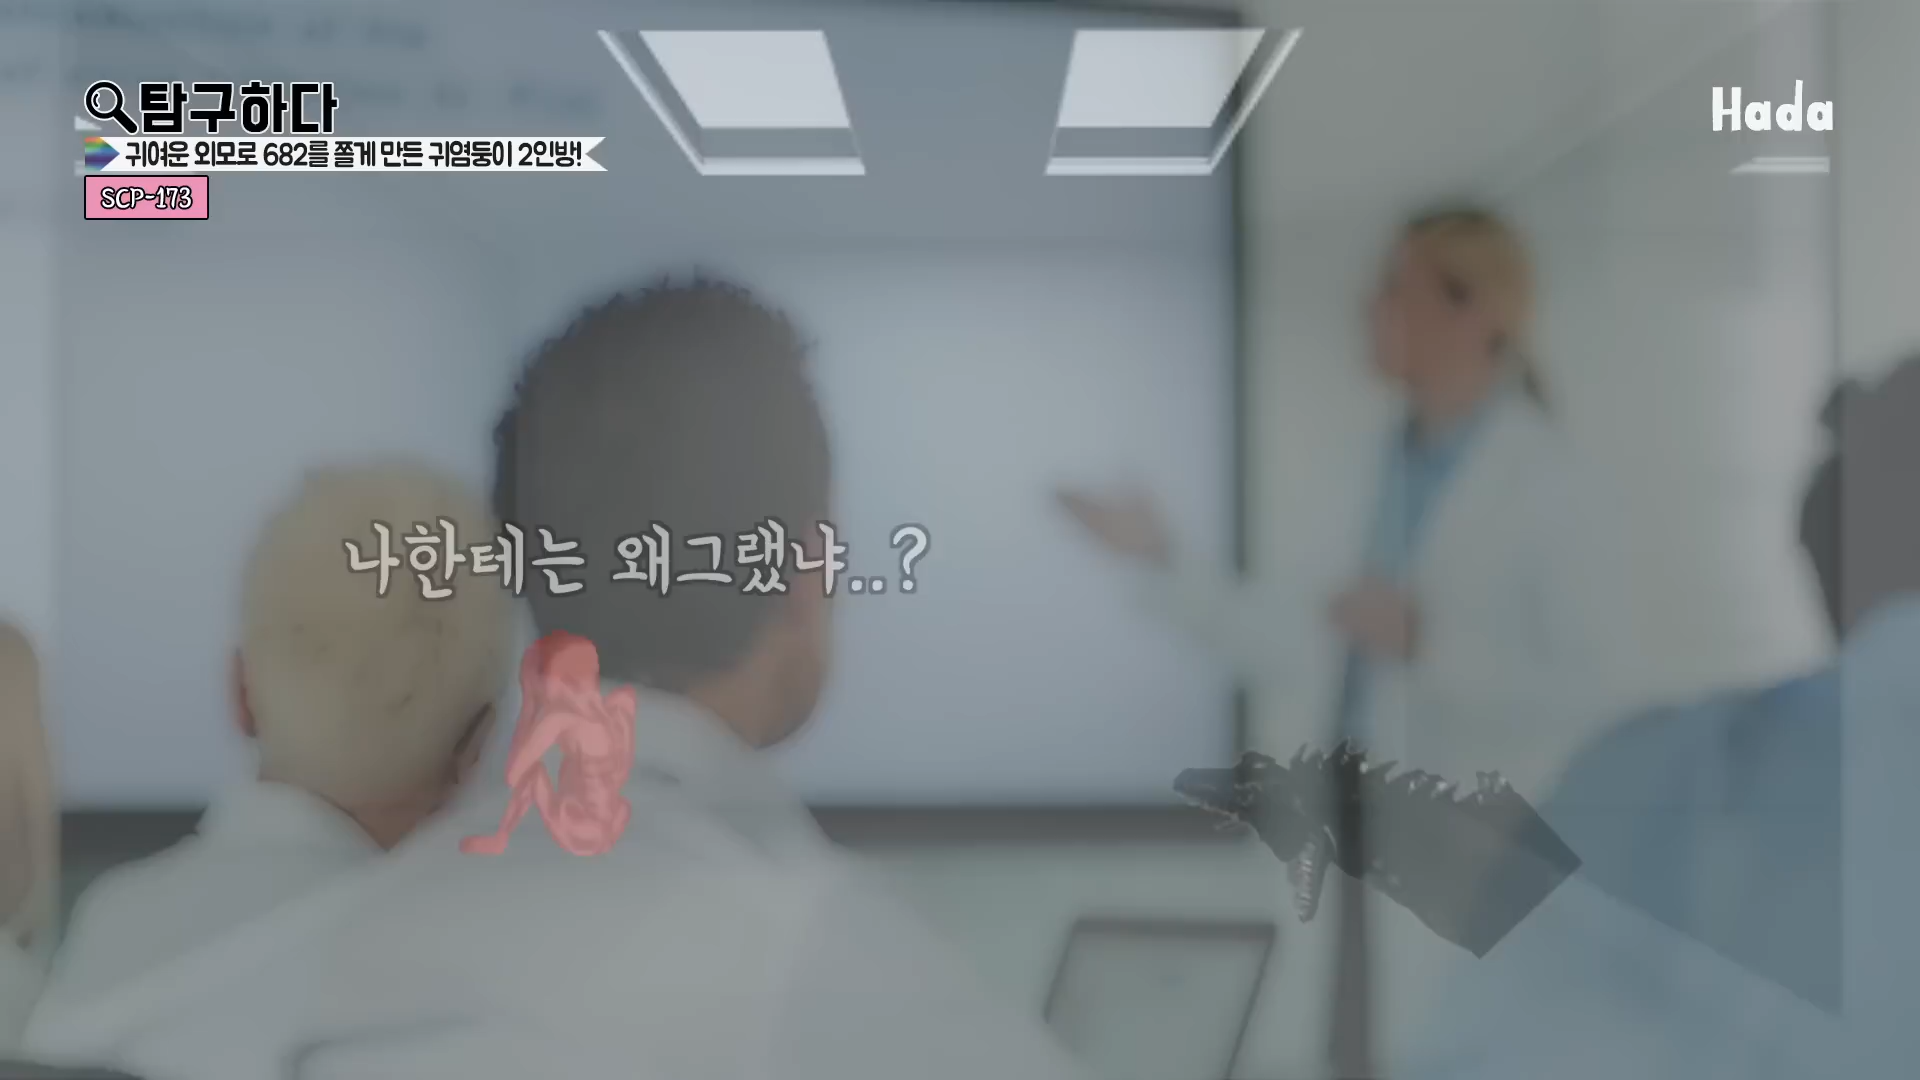 탐구하다
Hada
귀여운 외모로 682를 쫄게 만든 귀염둥이 2인방!
SCP-173
나한테는 왜그랬냐..?